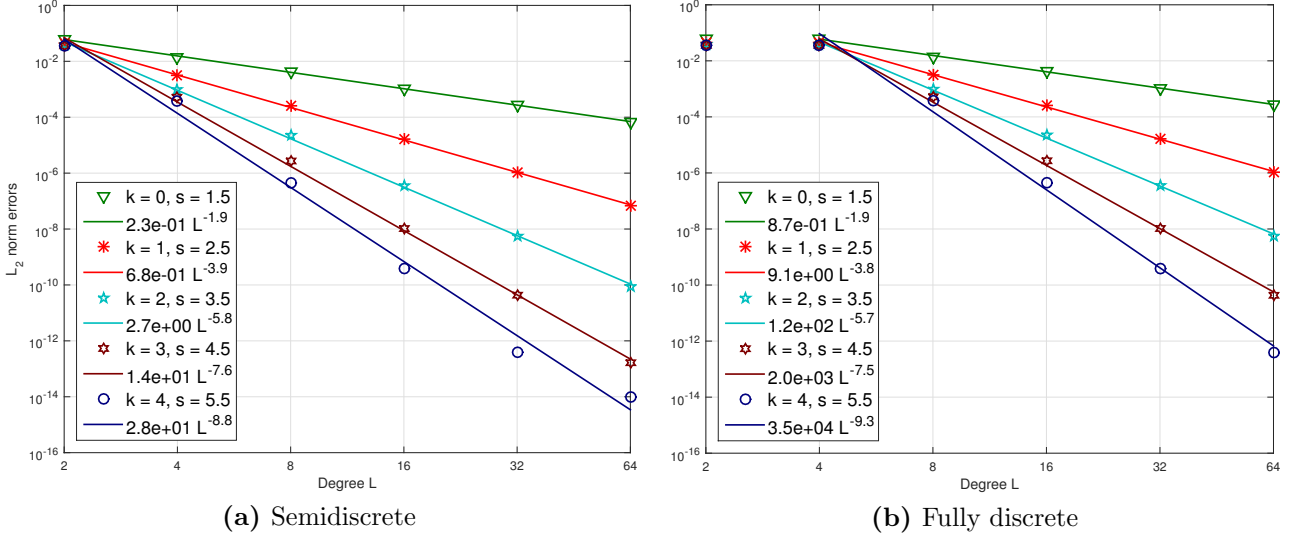 10^0
10^-2
10^-4
10^-6
10^-8
10^-10
10^-12
10^-14
10^-16
L_2 norm errors
k = 0, s = 1.5
2.3e-01 L^-1.9
k = 1, s = 2.5
6.8e-01 L^-3.9
k = 2, s = 3.5
2.7e+00 L^-5.8
k = 3, s = 4.5
1.4e+01 L^-7.6
k = 4, s = 5.5
2.8e+01 L^-8.8
2 4 8 16 32 64
Degree L
(a) Semidiscrete
10^0
10^-2
10^-4
10^-6
10^-8
10^-10
10^-12
10^-14
10^-16
k = 0, s = 1.5
8.7e-01 L^-1.9
k = 1, s = 2.5
9.1e+00 L^-3.8
k = 2, s = 3.5
1.2e+02 L^-5.7
k = 3, s = 4.5
2.0e+03 L^-7.5
k = 4, s = 5.5
3.5e+04 L^-9.3
2 4 8 16 32 64
Degree L
(b) Fully discrete